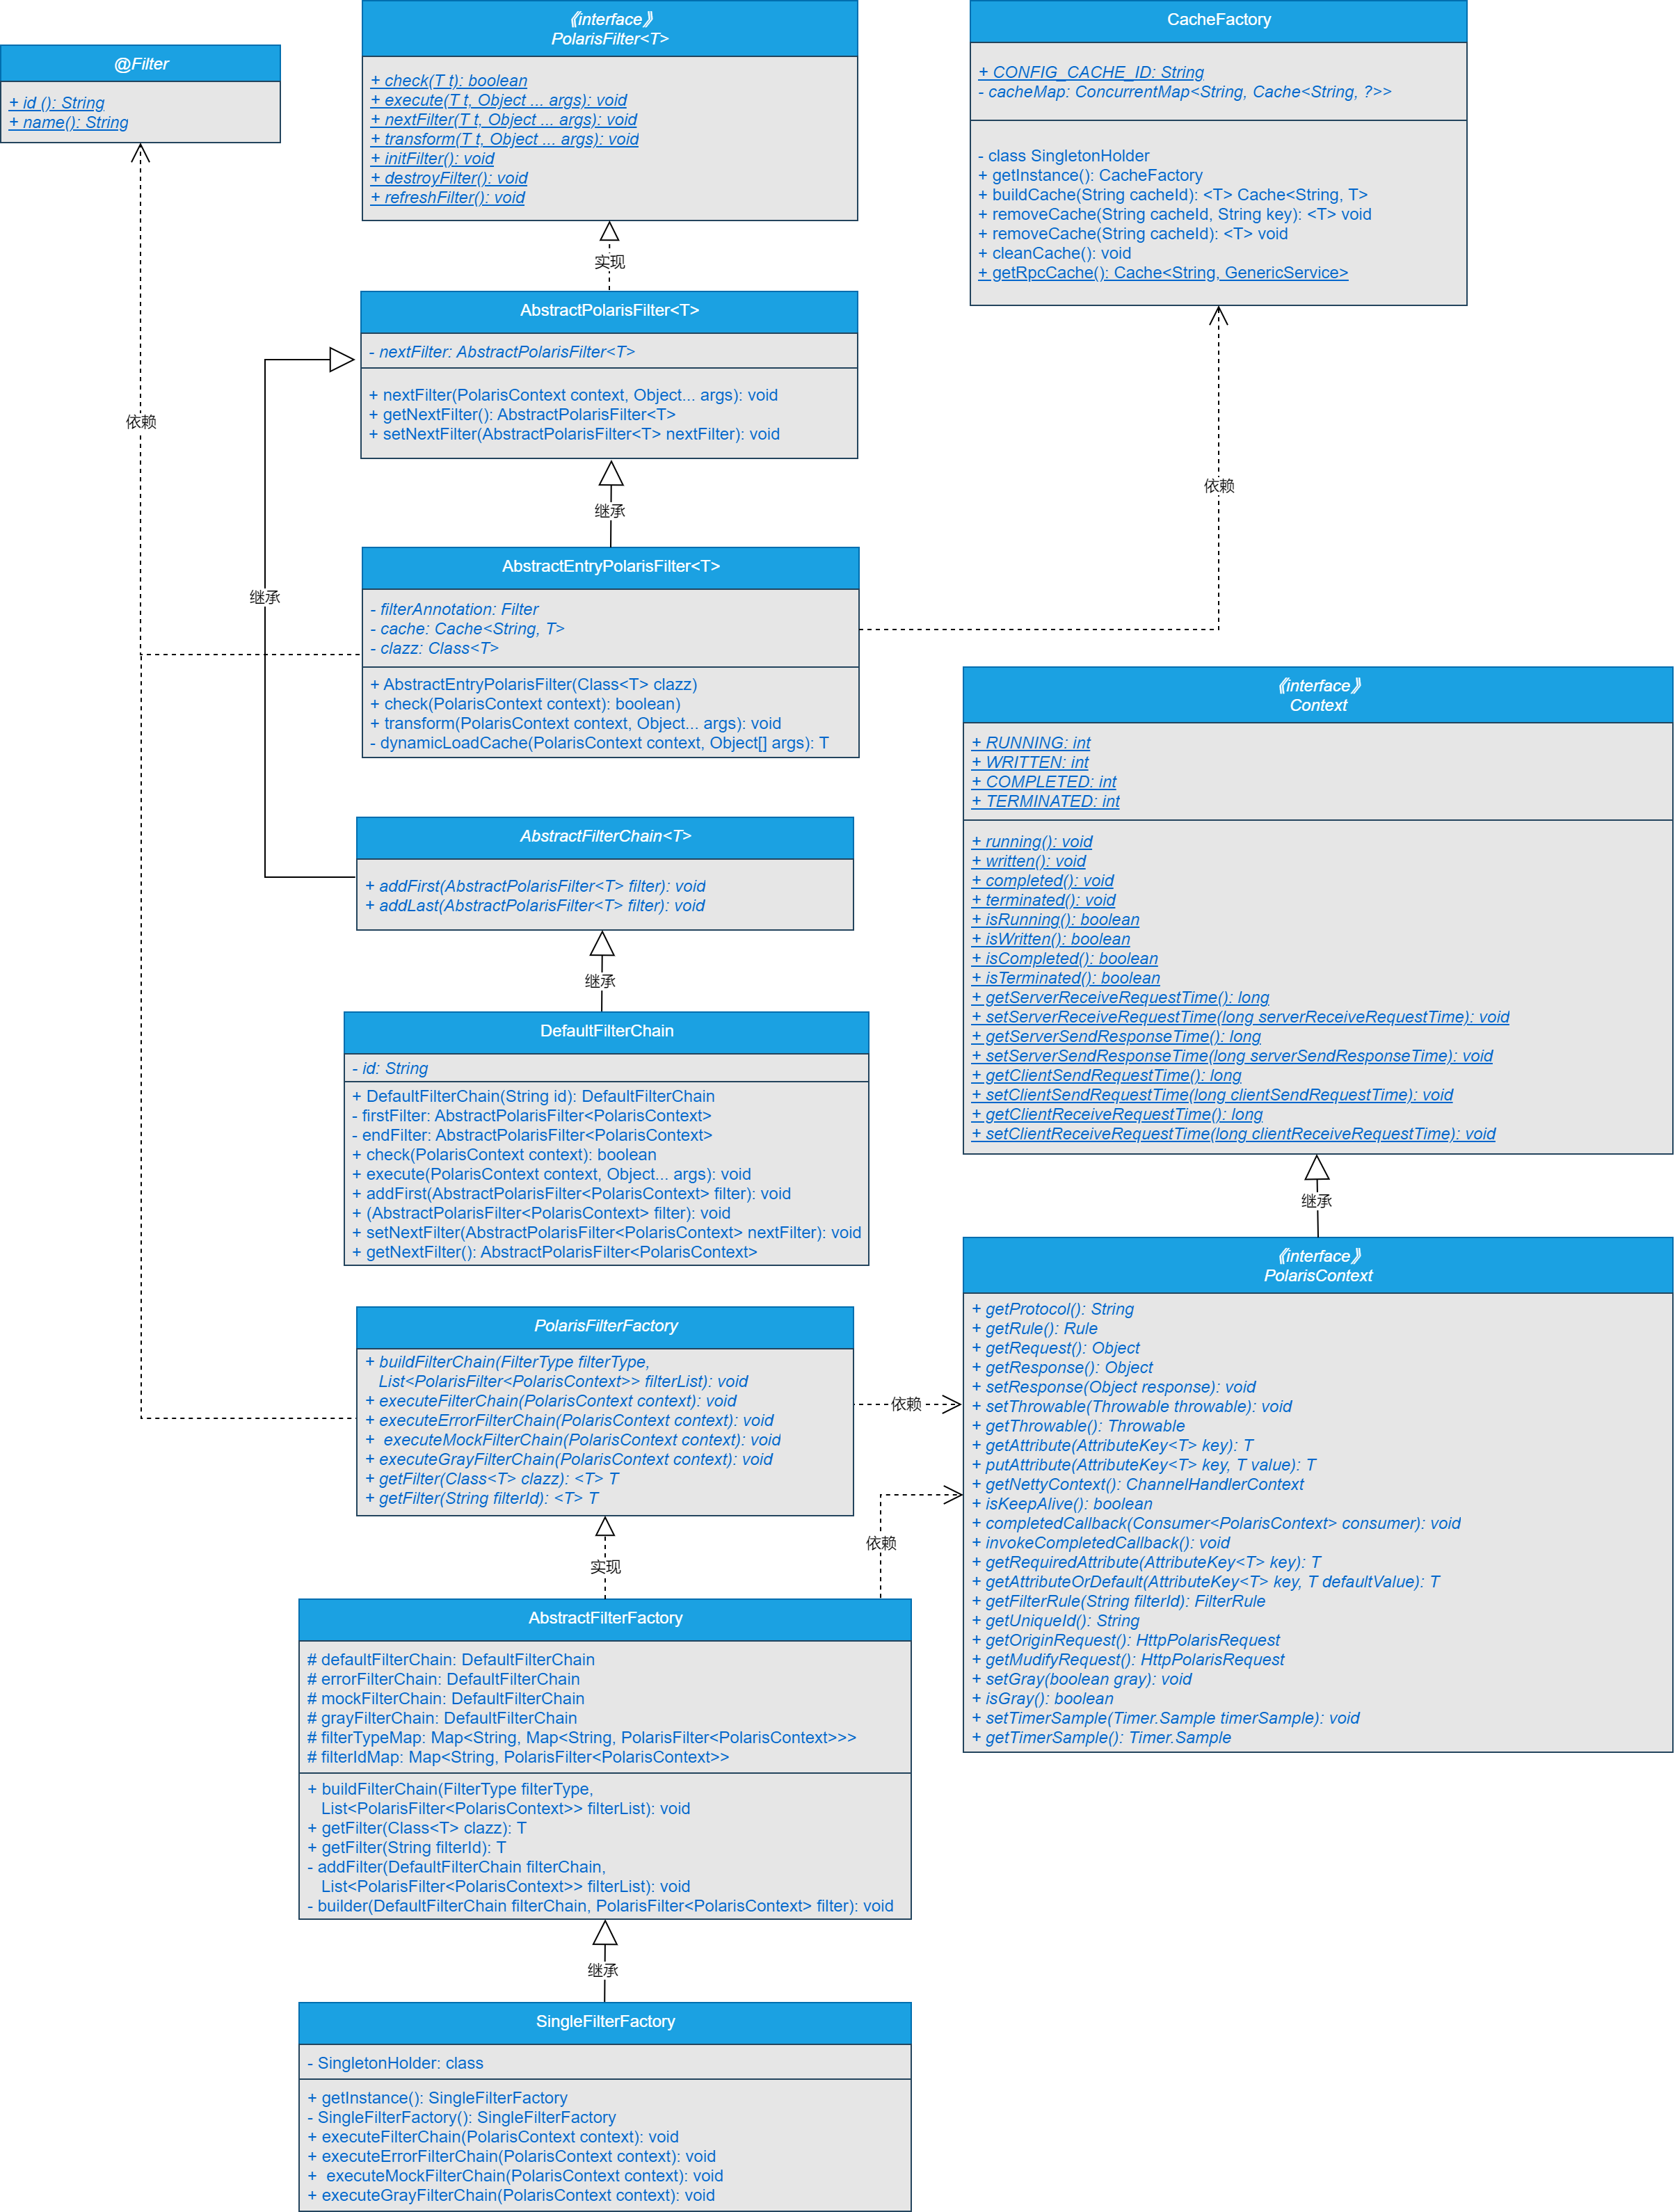 @Filter
+ id (): String
+ name(): String
《interface》
PolarisFilter<T>
+ check(T t): boolean
+ execute(T t, Object ... args): void
+ nextFilter(T t, Object ... args): void
+ transform(T t, Object ... args): void
+ initFilter(): void
+ destroyFilter(): void
+ refreshFilter(): void
CacheFactory
+ CONFIG_CACHE_ID: String
- cacheMap: ConcurrentMap<String, Cache<String, ?>>
- class SingletonHolder
+ getInstance(): CacheFactory
+ buildCache(String cacheId): <T> Cache<String, T>
+ removeCache(String cacheId, String key): <T> void
+ removeCache(String cacheId): <T> void
+ cleanCache(): void
+ getRpcCache(): Cache<String, GenericService>
实现
AbstractPolarisFilter<T>
- nextFilter: AbstractPolarisFilter<T>
+ nextFilter(PolarisContext context, Object... args): void
+ getNextFilter(): AbstractPolarisFilter<T>
+ setNextFilter(AbstractPolarisFilter<T> nextFilter): void
依赖
依赖
继承
继承
AbstractEntryPolarisFilter<T>
- filterAnnotation: Filter
- cache: Cache<String, T>
- clazz: Class<T>
+ AbstractEntryPolarisFilter(Class<T> clazz)
+ check(PolarisContext context): boolean)
+ transform(PolarisContext context, Object... args): void
- dynamicLoadCache(PolarisContext context, Object[] args): T
《interface》
Context
+ RUNNING: int
+ WRITTEN: int
+ COMPLETED: int
+ TERMINATED: int
+ running(): void
+ written(): void
+ completed(): void
+ terminated(): void
+ isRunning(): boolean
+ isWritten(): boolean
+ isCompleted(): boolean
+ isTerminated(): boolean
+ getServerReceiveRequestTime(): long
+ setServerReceiveRequestTime(long serverReceiveRequestTime): void
+ getServerSendResponseTime(): long
+ setServerSendResponseTime(long serverSendResponseTime): void
+ getClientSendRequestTime(): long
+ setClientSendRequestTime(long clientSendRequestTime): void
+ getClientReceiveRequestTime(): long
+ setClientReceiveRequestTime(long clientReceiveRequestTime): void
AbstractFilterChain<T>
+ addFirst(AbstractPolarisFilter<T> filter): void
+ addLast(AbstractPolarisFilter<T> filter): void
继承
DefaultFilterChain
- id: String
+ DefaultFilterChain(String id): DefaultFilterChain
- firstFilter: AbstractPolarisFilter<PolarisContext>
- endFilter: AbstractPolarisFilter<PolarisContext>
+ check(PolarisContext context): boolean
+ execute(PolarisContext context, Object... args): void
+ addFirst(AbstractPolarisFilter<PolarisContext> filter): void
+ (AbstractPolarisFilter<PolarisContext> filter): void
+ setNextFilter(AbstractPolarisFilter<PolarisContext> nextFilter): void
+ getNextFilter(): AbstractPolarisFilter<PolarisContext>
继承
《interface》
PolarisContext
+ getProtocol(): String
+ getRule(): Rule
+ getRequest(): Object
+ getResponse(): Object
+ setResponse(Object response): void
+ setThrowable(Throwable throwable): void
+ getThrowable(): Throwable
+ getAttribute(AttributeKey<T> key): T
+ putAttribute(AttributeKey<T> key, T value): T
+ getNettyContext(): ChannelHandlerContext
+ isKeepAlive(): boolean
+ completedCallback(Consumer<PolarisContext> consumer): void
+ invokeCompletedCallback(): void
+ getRequiredAttribute(AttributeKey<T> key): T
+ getAttributeOrDefault(AttributeKey<T> key, T defaultValue): T
+ getFilterRule(String filterId): FilterRule
+ getUniqueId(): String
+ getOriginRequest(): HttpPolarisRequest
+ getMudifyRequest(): HttpPolarisRequest
+ setGray(boolean gray): void
+ isGray(): boolean
+ setTimerSample(Timer.Sample timerSample): void
+ getTimerSample(): Timer.Sample
PolarisFilterFactory
+ buildFilterChain(FilterType filterType,
List<PolarisFilter<PolarisContext>> filterList): void
+ executeFilterChain(PolarisContext context): void
+ executeErrorFilterChain(PolarisContext context): void
+  executeMockFilterChain(PolarisContext context): void
+ executeGrayFilterChain(PolarisContext context): void
+ getFilter(Class<T> clazz): <T> T
+ getFilter(String filterId): <T> T
依赖
依赖
实现
AbstractFilterFactory
# defaultFilterChain: DefaultFilterChain
# errorFilterChain: DefaultFilterChain
# mockFilterChain: DefaultFilterChain
# grayFilterChain: DefaultFilterChain
# filterTypeMap: Map<String, Map<String, PolarisFilter<PolarisContext>>>
# filterIdMap: Map<String, PolarisFilter<PolarisContext>>
+ buildFilterChain(FilterType filterType,
List<PolarisFilter<PolarisContext>> filterList): void
+ getFilter(Class<T> clazz): T
+ getFilter(String filterId): T
- addFilter(DefaultFilterChain filterChain,
List<PolarisFilter<PolarisContext>> filterList): void
- builder(DefaultFilterChain filterChain, PolarisFilter<PolarisContext> filter): void
继承
SingleFilterFactory
- SingletonHolder: class
+ getInstance(): SingleFilterFactory
- SingleFilterFactory(): SingleFilterFactory
+ executeFilterChain(PolarisContext context): void
+ executeErrorFilterChain(PolarisContext context): void
+  executeMockFilterChain(PolarisContext context): void
+ executeGrayFilterChain(PolarisContext context): void